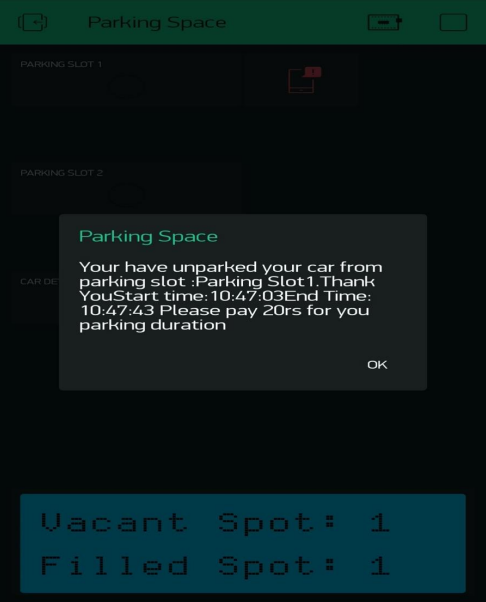 Parking Space
PARKING SLOT 1
PARKING SLOT 2
Parking Space
Your have unparked your car from
parking slot :Parking Slot1.Thank
YouStart time:10:47:03End Time:
10:47:43 Please pay 20rs for you
parking duration
CAR DE
OK
Vacant Spot: 1
Filled Spot: 1